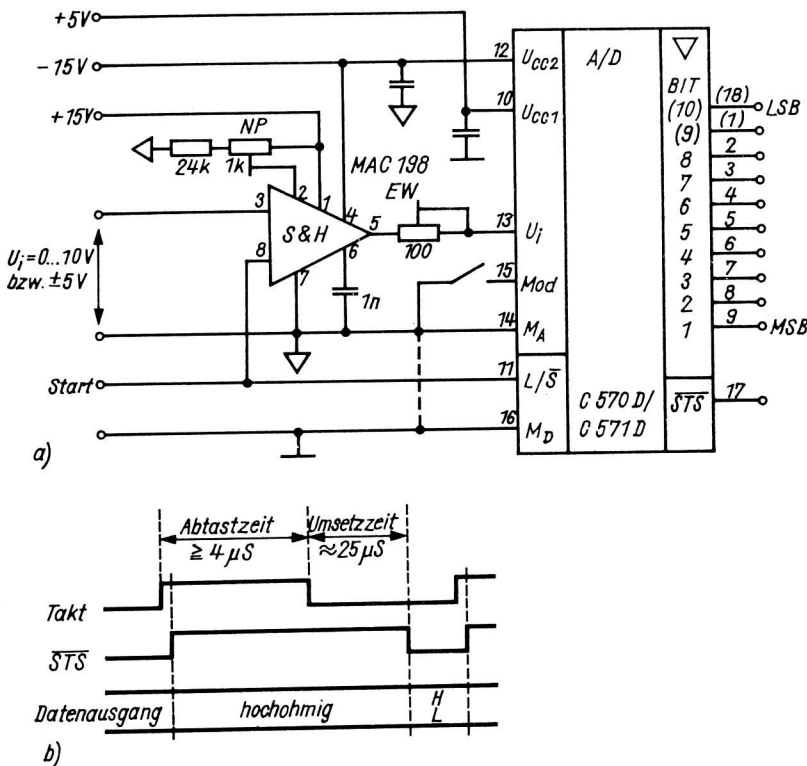 +5V
-15V
+15V
NP
24k
1k
MAC 198
EW
100
3
8
2
1
4
5
6
7
S&H
1n
U_i=0...10V
bzw. ±5V
Start
12
10
13
15
14
11
16
U_CC2
U_CC1
U_i
Mod
M_A
L/S̅
M_D
A/D
C 570 D/
C 571 D
▽
BIT
(10) (18) LSB
(9) (1)
8 2
7 3
6 4
5 5
4 6
3 7
2 8
1 9 MSB
S̅T̅S̅ 17
a)
Abtastzeit
≧ 4 μS
Umsetzzeit
≈25 μS
Takt
S̅T̅S̅
Datenausgang
hochohmig
H
L
b)